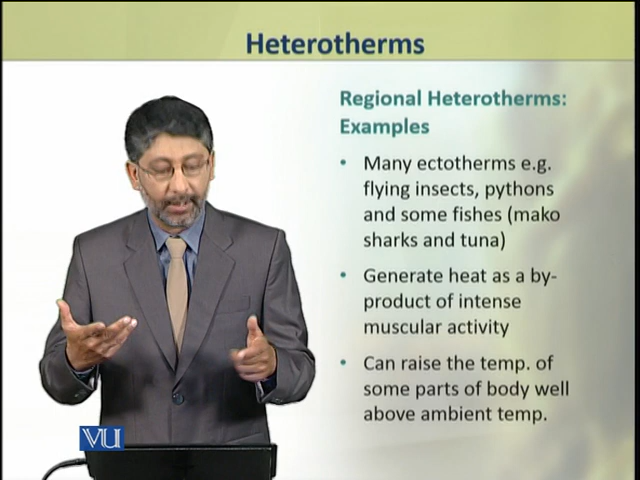 Heterotherms
Regional Heterotherms:
Examples
• Many ectotherms e.g.
flying insects, pythons
and some fishes (mako
sharks and tuna)
• Generate heat as a by-
product of intense
muscular activity
• Can raise the temp. of
some parts of body well
above ambient temp.
VU